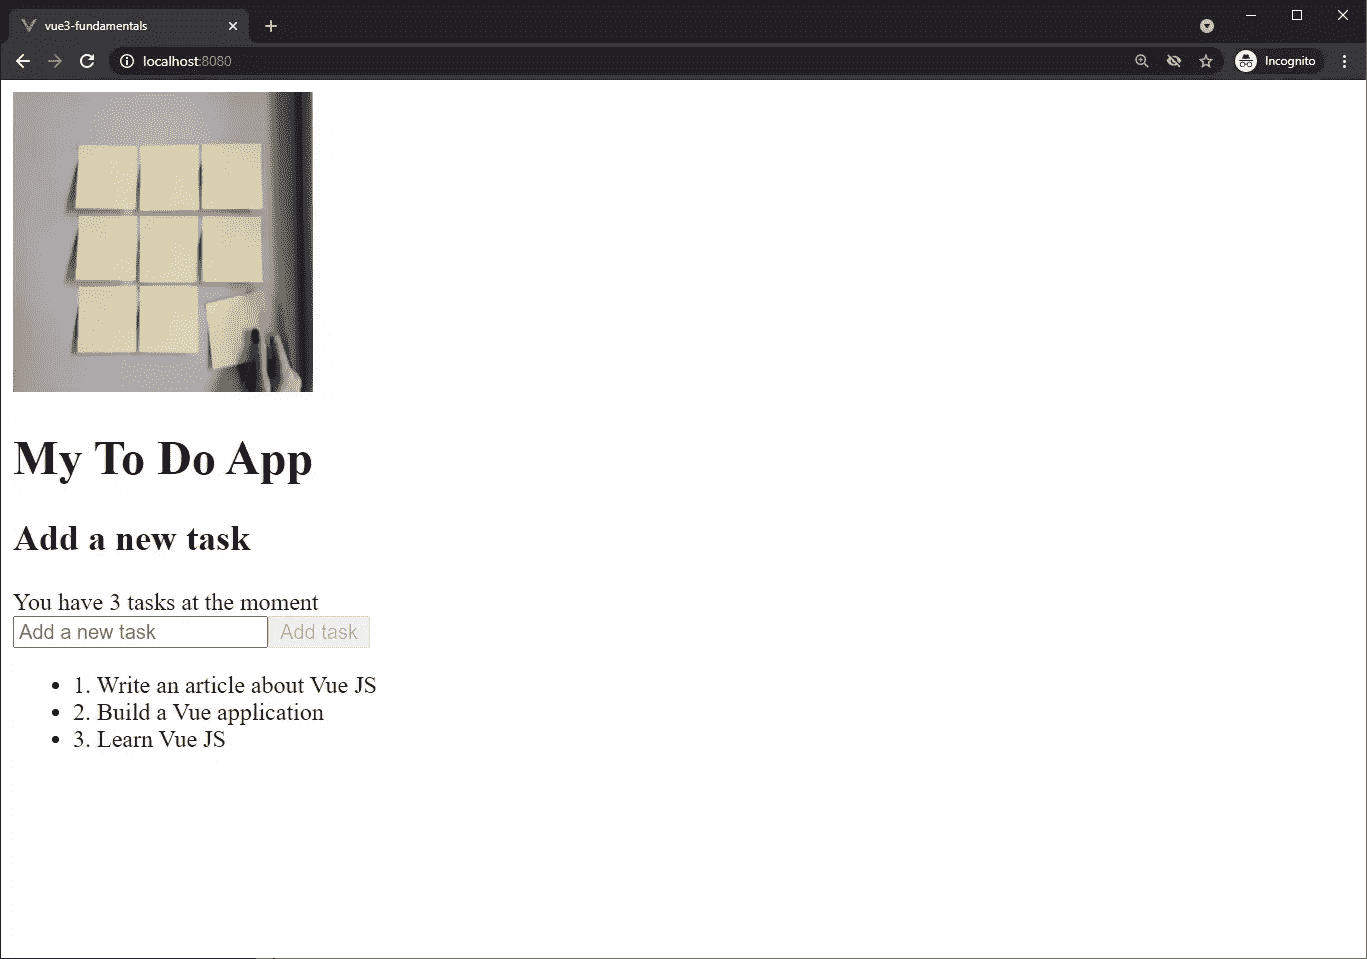 vue3-fundamentals
localhost:8080
Incognito
My To Do App
Add a new task
You have 3 tasks at the moment
Add a new task Add task
1. Write an article about Vue JS
2. Build a Vue application
3. Learn Vue JS